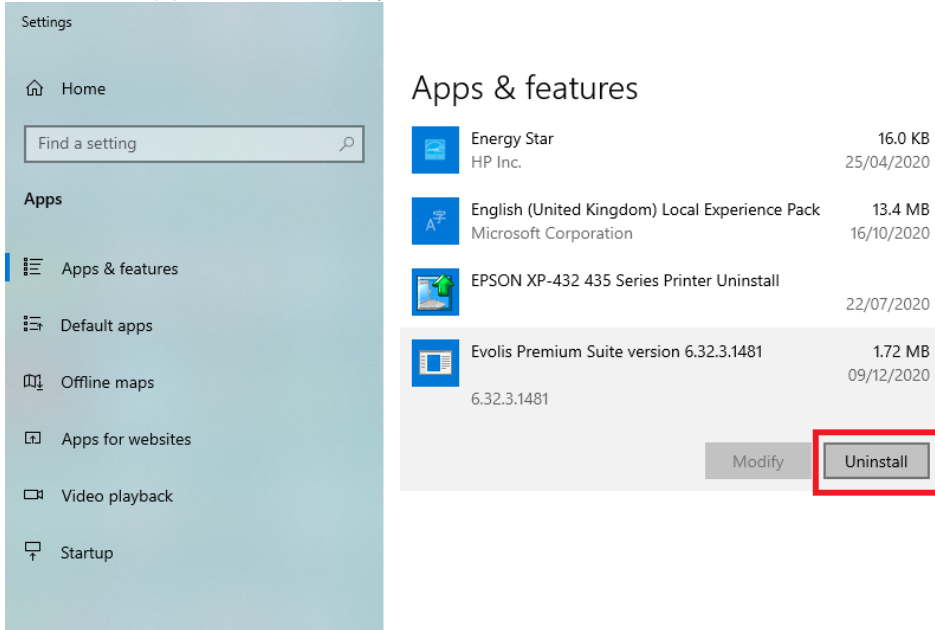 Settings
Home
Find a setting
Apps
Apps & features
Default apps
Offline maps
Apps for websites
Video playback
Startup
Apps & features
Energy Star 16.0 KB
HP Inc. 25/04/2020
English (United Kingdom) Local Experience Pack 13.4 MB
Microsoft Corporation 16/10/2020
EPSON XP-432 435 Series Printer Uninstall
22/07/2020
Evolis Premium Suite version 6.32.3.1481 1.72 MB
09/12/2020
6.32.3.1481
Modify Uninstall